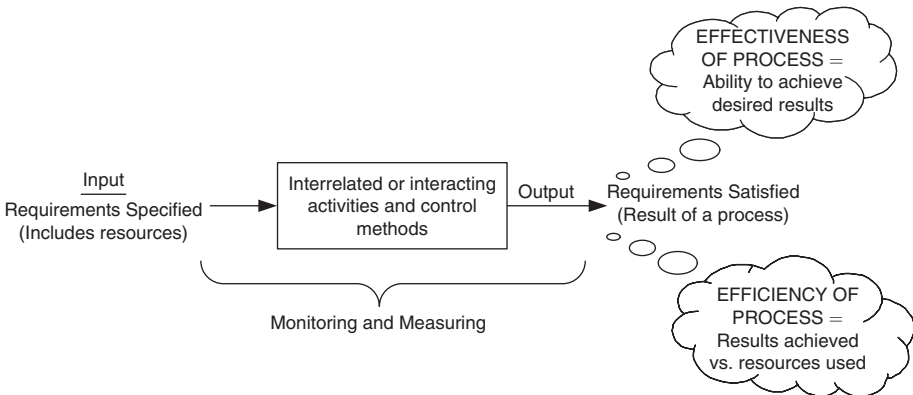 EFFECTIVENESS
OF PROCESS =
Ability to achieve
desired results
Input
Requirements Specified
(Includes resources)
Interrelated or interacting
activities and control
methods
Output
Requirements Satisfied
(Result of a process)
Monitoring and Measuring
EFFICIENCY OF
PROCESS =
Results achieved
vs. resources used